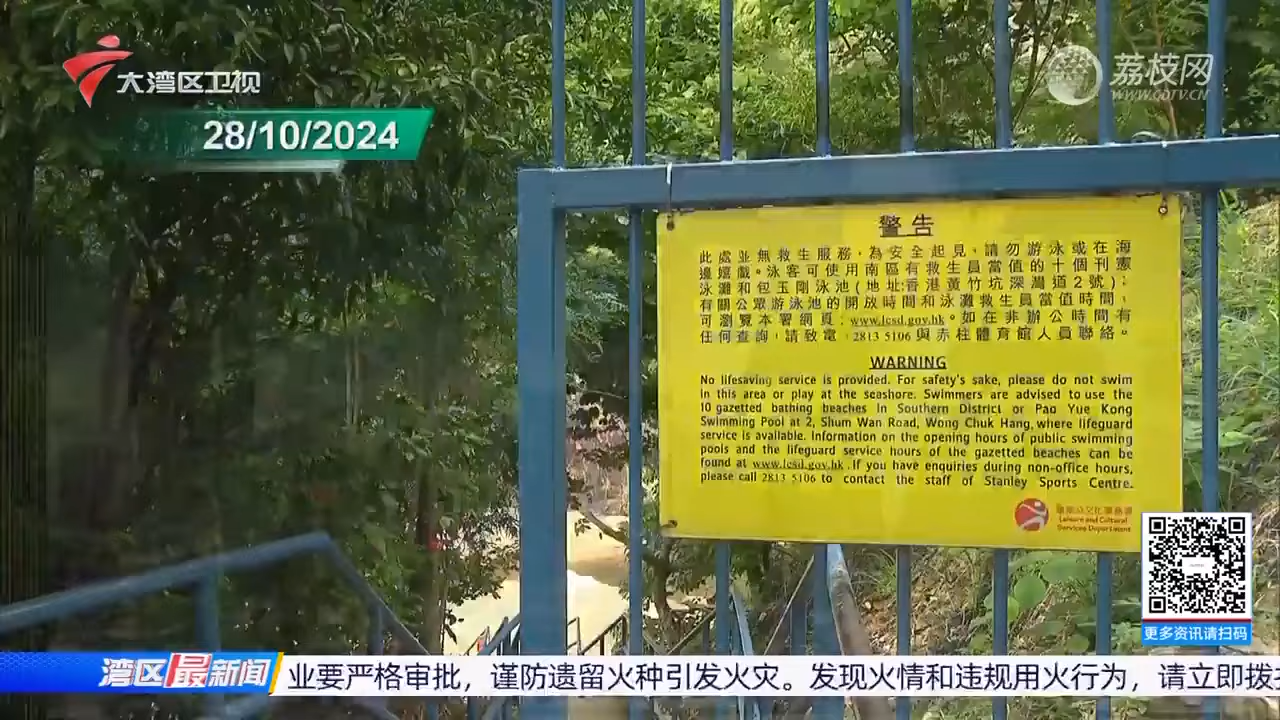 大湾区卫视
荔枝网
WWW.GDTV.CN
28/10/2024
警告
此處並無救生服務，為安全起見，請勿游泳或在海
邊嬉戲。泳客可使用南區有救生員當值的十個刊憲
泳灘和包玉剛泳池(地址:香港黃竹坑深灣道2號)；
有關公眾游泳池的開放時間和泳灘救生員當值時間，
可瀏覽本署網頁：www.lcsd.gov.hk。如在非辦公時間有
任何查詢，請致電：2813 5106與赤柱體育館人員聯絡。
WARNING
No lifesaving service is provided. For safety's sake, please do not swim
in this area or play at the seashore. Swimmers are advised to use the
10 gazetted bathing beaches in Southern District or Pao Yue Kong
Swimming Pool at 2, Shum Wan Road, Wong Chuk Hang, where lifeguard
service is available. Information on the opening hours of public swimming
pools and the lifeguard service hours of the gazetted beaches can be
found at www.lcsd.gov.hk. If you have enquiries during non-office hours,
please call 2813 5106 to contact the staff of Stanley Sports Centre.
康樂及文化事務署
Leisure and Cultural
Services Department
更多资讯请扫码
湾区最新闻
业要严格审批，谨防遗留火种引发火灾。发现火情和违规用火行为，请立即拨